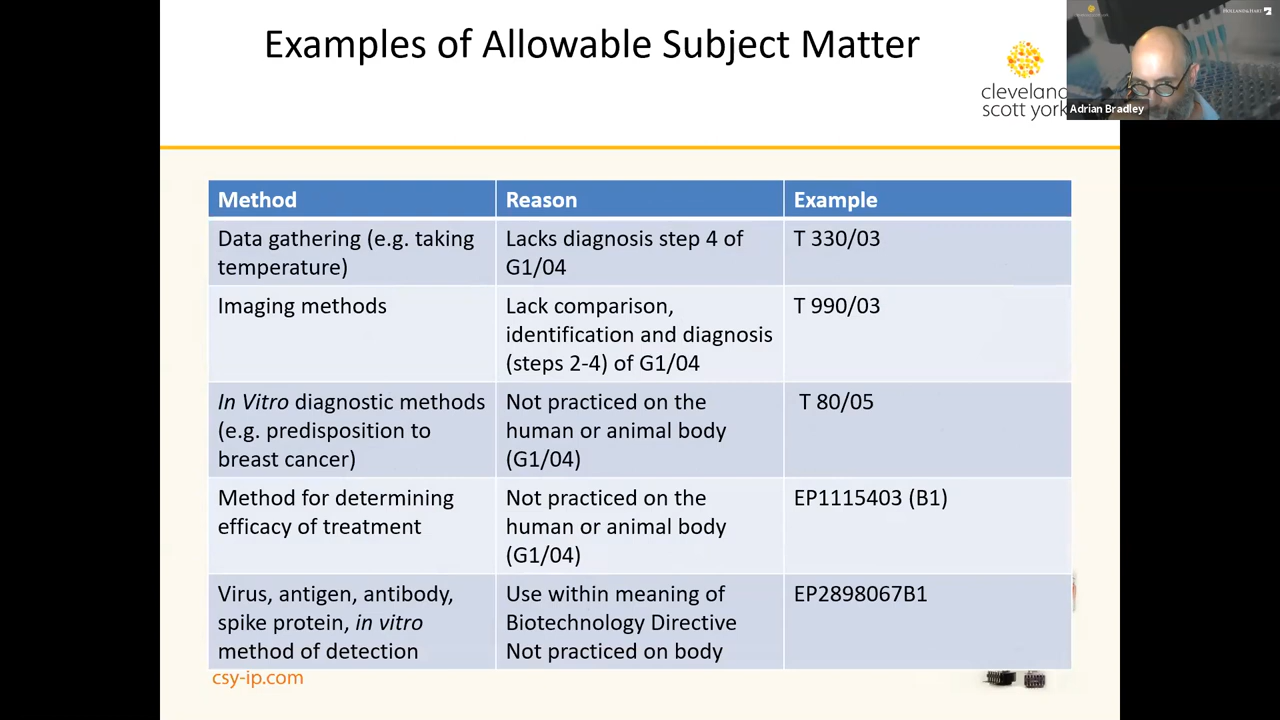 Examples of Allowable Subject Matter
cleveland
scott york
HOLLAND&HART
Adrian Bradley
Method
Reason
Example
Data gathering (e.g. taking
temperature)
Lacks diagnosis step 4 of
G1/04
T 330/03
Imaging methods
Lack comparison,
identification and diagnosis
(steps 2-4) of G1/04
T 990/03
In Vitro diagnostic methods
(e.g. predisposition to
breast cancer)
Not practiced on the
human or animal body
(G1/04)
T 80/05
Method for determining
efficacy of treatment
Not practiced on the
human or animal body
(G1/04)
EP1115403 (B1)
Virus, antigen, antibody,
spike protein, in vitro
method of detection
Use within meaning of
Biotechnology Directive
Not practiced on body
EP2898067B1
csy-ip.com